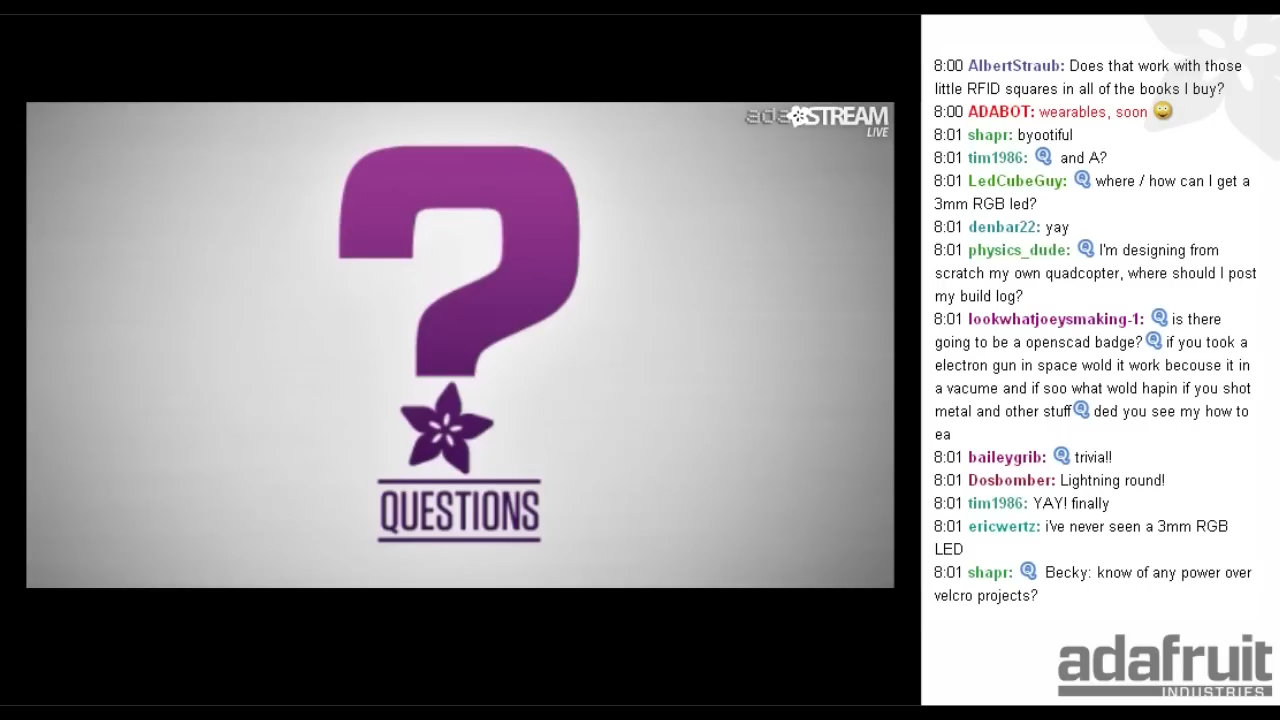 adaSTREAM
LIVE
?
QUESTIONS
8:00 AlbertStraub: Does that work with those
little RFID squares in all of the books I buy?
8:00 ADABOT: wearables, soon
8:01 shapr: byootiful
8:01 tim1986: Q and A?
8:01 LedCubeGuy: Q where / how can I get a
3mm RGB led?
8:01 denbar22: yay
8:01 physics_dude: Q I'm designing from
scratch my own quadcopter, where should I post
my build log?
8:01 lookwhatjoeysmaking-1: Q is there
going to be a openscad badge? Q if you took a
electron gun in space wold it work becouse it in
a vacume and if soo what wold hapin if you shot
metal and other stuff Q ded you see my how to
ea
8:01 baileygrib: Q trivia!!
8:01 Dosbomber: Lightning round!
8:01 tim1986: YAY! finally
8:01 ericwertz: i've never seen a 3mm RGB
LED
8:01 shapr: Q Becky: know of any power over
velcro projects?
adafruit
INDUSTRIES